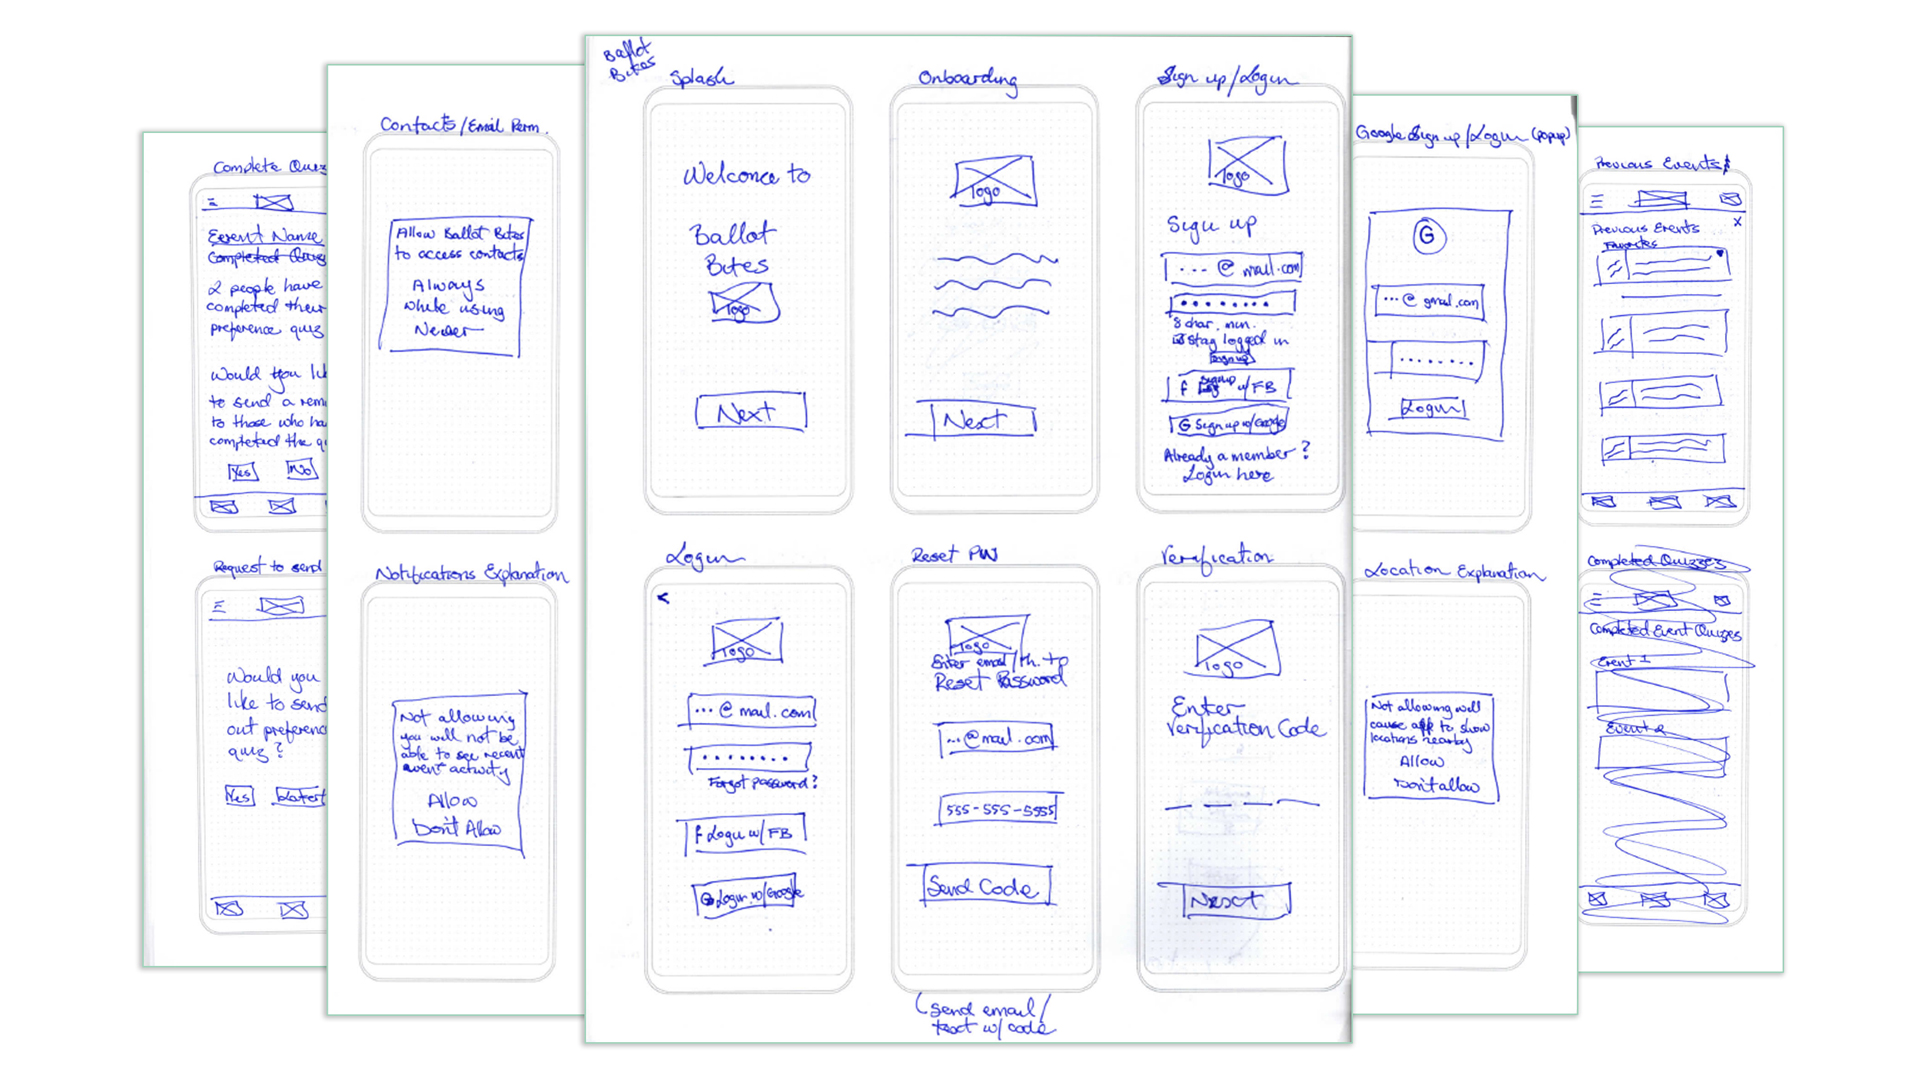 Complete Quiz
Event Name
Completed Quiz
2 people have
completed their
preference quiz
Would you li
to send a rem
to those who ha
completed the q
Yes
No
Request to send
Would you
like to send
out preferenc
quiz?
Yes
Later
Contacts/Email Perm.
Allow Ballot Bites
to access contacts
Always
while using
Never
Notifications Explanation
Not allowing
you will not be
able to see recent
event activity
Allow
Don't Allow
Ballot
Bites
Splash
Welcome to
Ballot
Bites
logo
Next
Onboarding
logo
Next
Sign up/Login
logo
Sign up
...@mail.com
8 char. min.
stay logged in
Sign up
f Signup w/FB
G Sign up w/Google
Already a member?
Login here
Login
<
logo
...@mail.com
Forgot password?
f Login w/FB
G Login w/Google
Reset PW
logo
Enter email/ph. to
Reset Password
...@mail.com
555-555-5555
Send Code
(send email/
text w/code
Verification
logo
Enter
Verification Code
Next
Google Sign up/Login (popup)
G
...@gmail.com
Login
Location Explanation
Not allowing will
cause app to show
locations nearby
Allow
Don't allow
Previous Events
Previous Events
x
Favorites
Completed Quizzes
Completed Event Quizzes
Event 1
Event 2